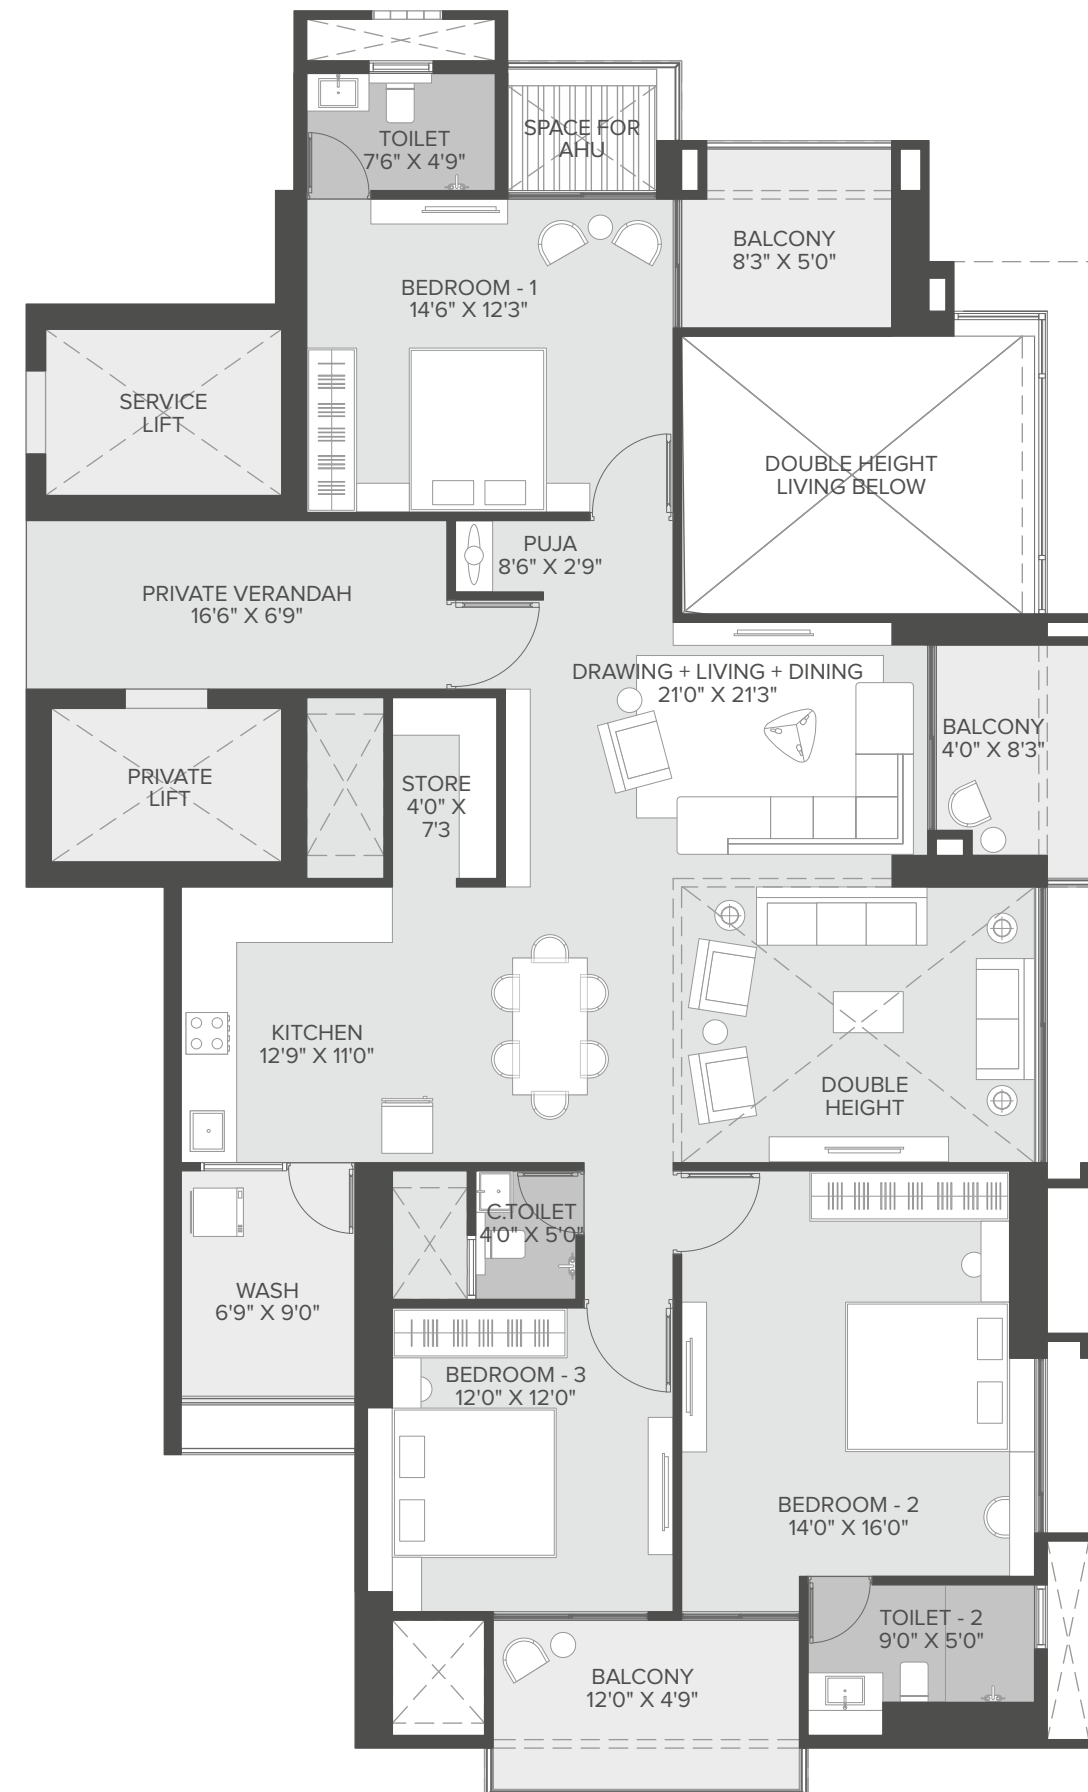 TOILET
7'6" X 4'9"
SPACE FOR
AHU
BALCONY
8'3" X 5'0"
BEDROOM - 1
14'6" X 12'3"
SERVICE
LIFT
DOUBLE HEIGHT
LIVING BELOW
PUJA
8'6" X 2'9"
PRIVATE VERANDAH
16'6" X 6'9"
DRAWING + LIVING + DINING
21'0" X 21'3"
BALCONY
4'0" X 8'3"
PRIVATE
LIFT
STORE
4'0" X
7'3
KITCHEN
12'9" X 11'0"
DOUBLE
HEIGHT
C.TOILET
4'0" X 5'0"
WASH
6'9" X 9'0"
BEDROOM - 3
12'0" X 12'0"
BEDROOM - 2
14'0" X 16'0"
TOILET - 2
9'0" X 5'0"
BALCONY
12'0" X 4'9"